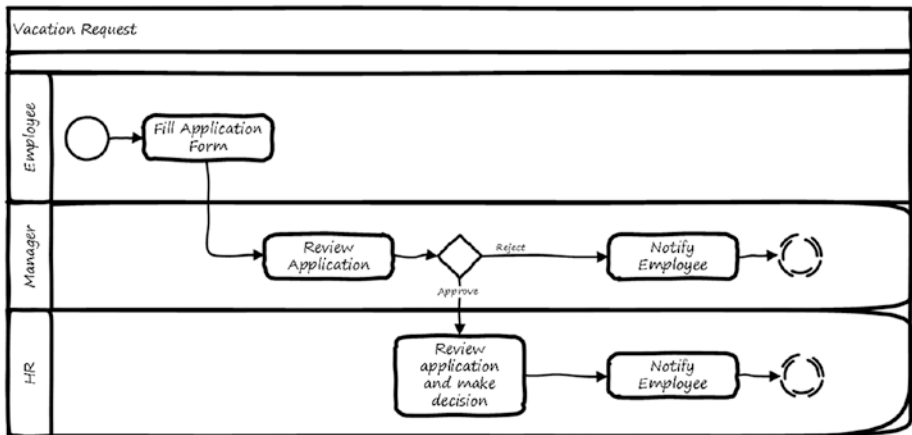 Vacation Request
Employee
Fill Application
Form
Manager
Review
Application
Reject
Approve
Notify
Employee
HR
Review
application
and make
decision
Notify
Employee